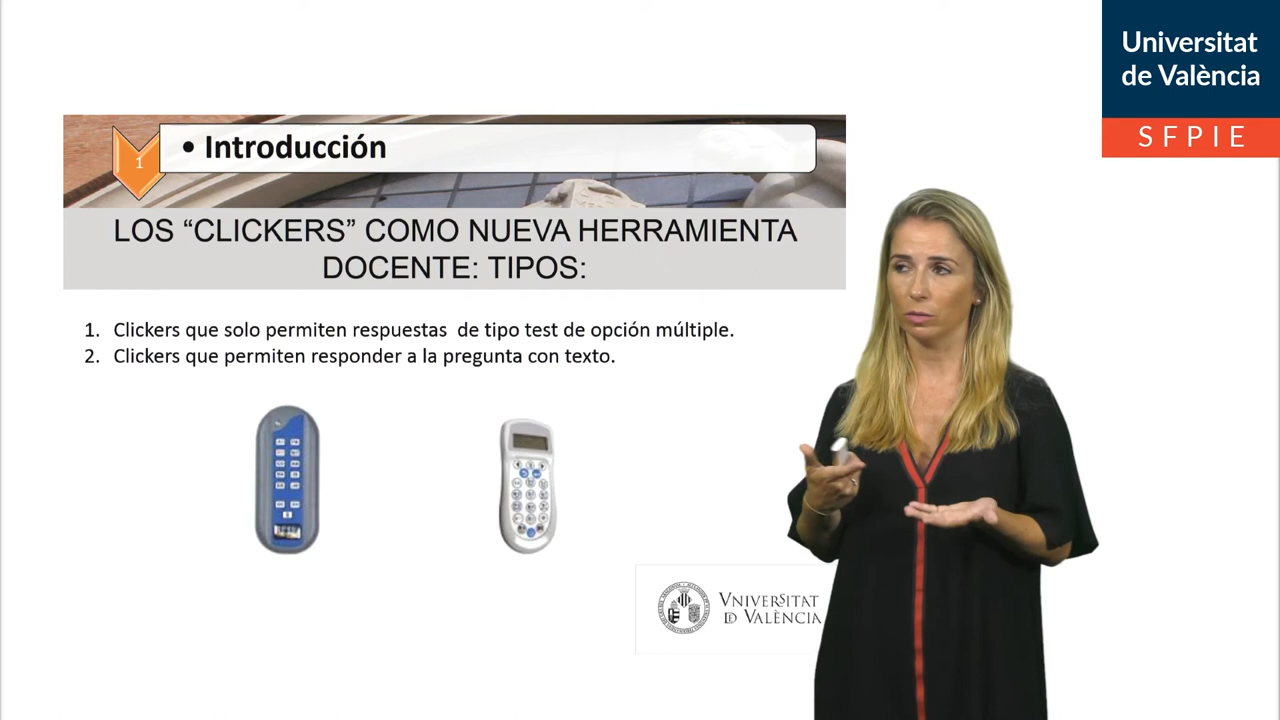 Universitat
de València
SFPIE
1
• Introducción
LOS “CLICKERS” COMO NUEVA HERRAMIENTA
DOCENTE: TIPOS:
1. Clickers que solo permiten respuestas de tipo test de opción múltiple.
2. Clickers que permiten responder a la pregunta con texto.
VNIVERSITAT
DE VALÈNCIA